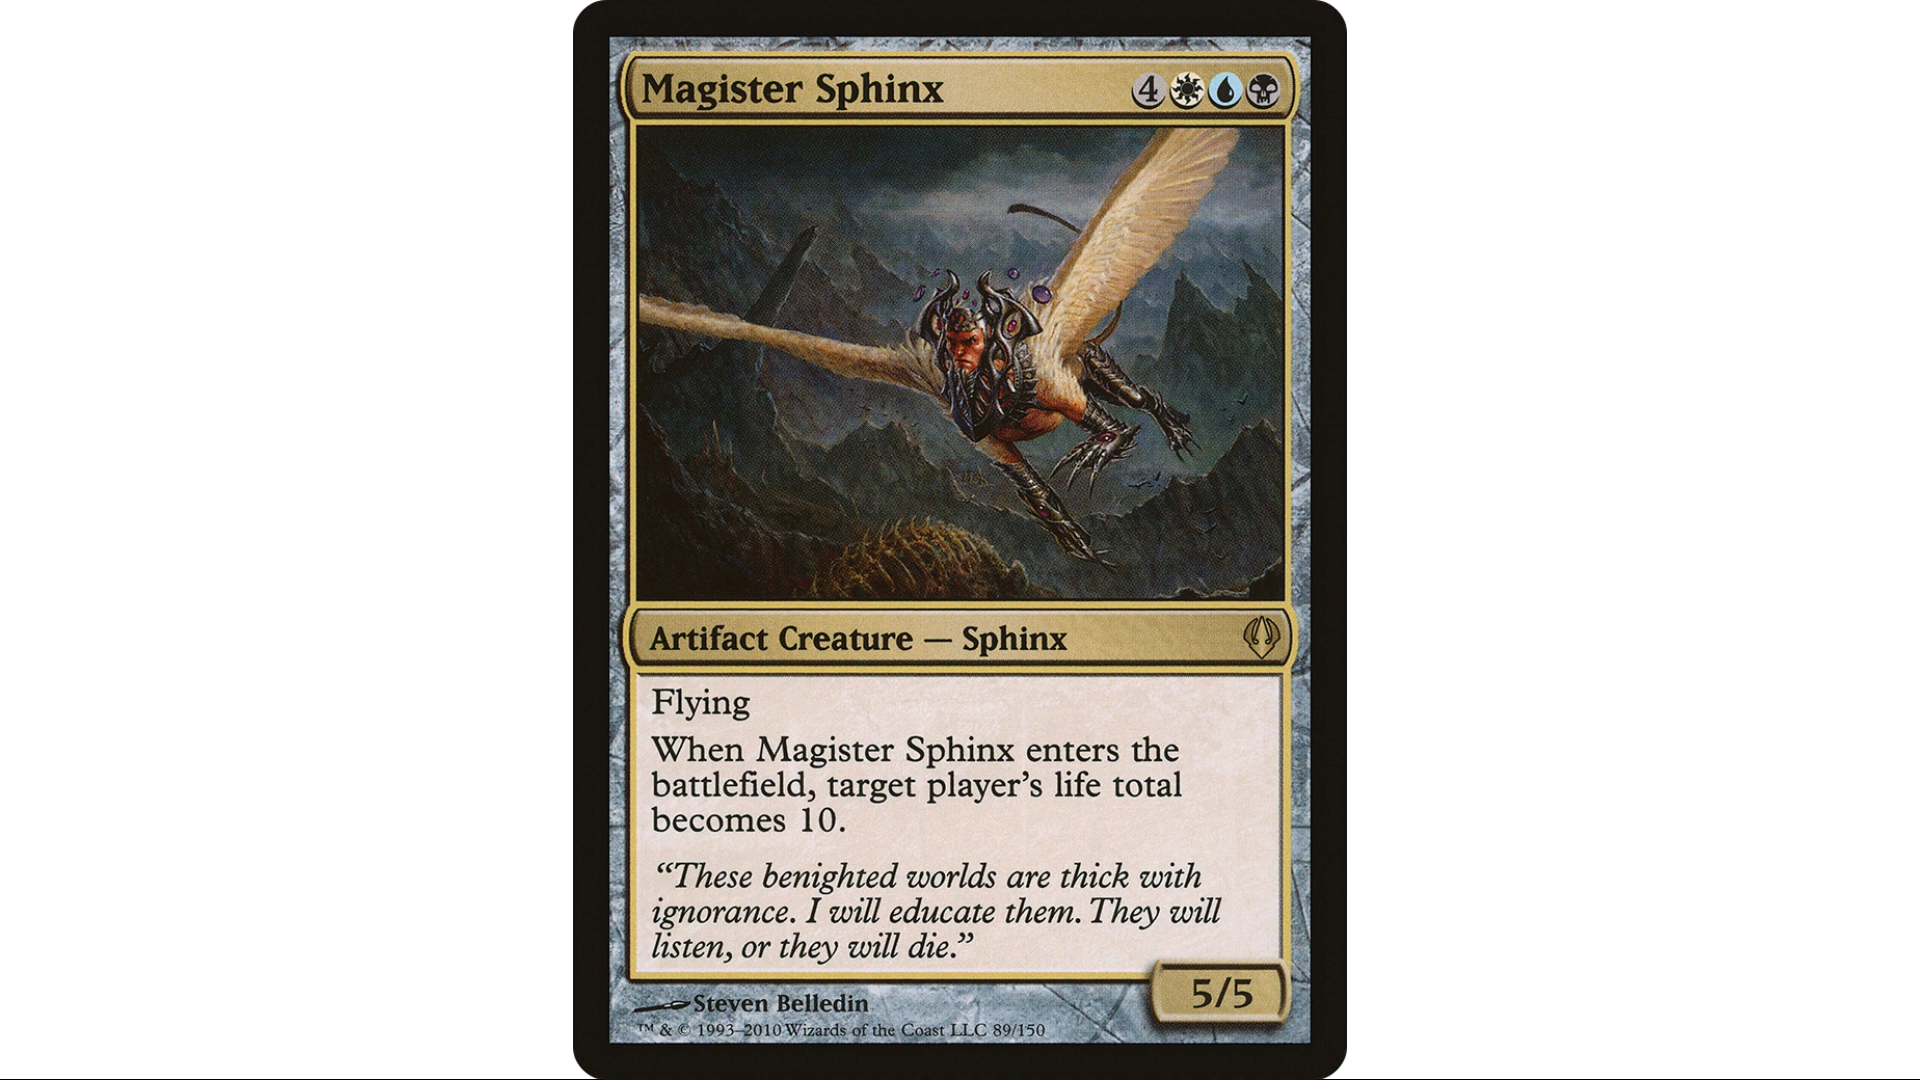 Magister Sphinx
4
Artifact Creature — Sphinx
Flying
When Magister Sphinx enters the
battlefield, target player's life total
becomes 10.
“These benighted worlds are thick with
ignorance. I will educate them. They will
listen, or they will die.”
5/5
Steven Belledin
™ & © 1993–2010 Wizards of the Coast LLC 89/150